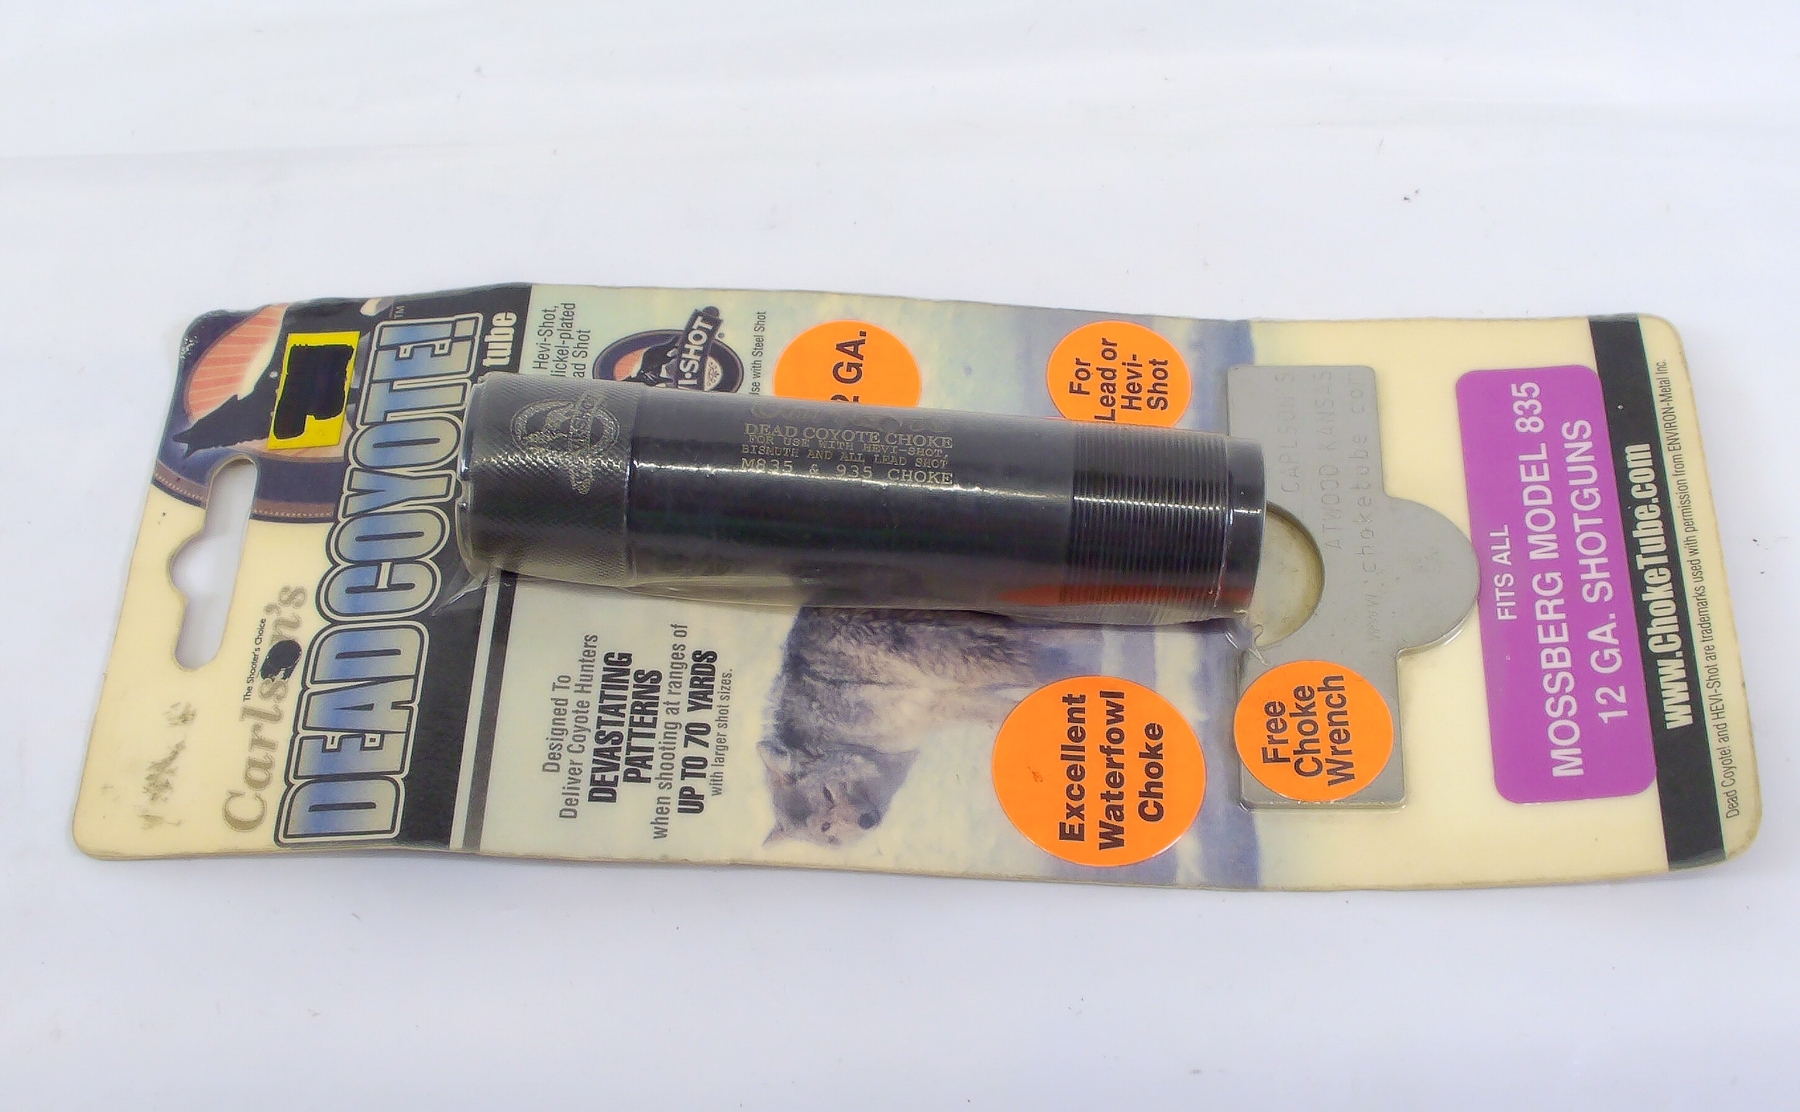 The Shooter's Choice
Carlson's
DEAD COYOTE!
TM
tube
Hevi-Shot,
Shot
I-SHOT
with Steel Shot
Designed To
Deliver Coyote Hunters
DEVASTATING
PATTERNS
when shooting at ranges of
UP TO 70 YARDS
with larger shot sizes.
GA.
For
Lead or
Hevi-
Shot
DEAD COYOTE CHOKE
FOR USE WITH HEVI-SHOT,
BISMUTH AND ALL LEAD SHOT
M835 & 935 CHOKE
Excellent
Waterfowl
Choke
CARLSON'S
ATWOOD KANSAS
www.choketube.com
Free
Choke
Wrench
FITS ALL
MOSSBERG MODEL 835
12 GA. SHOTGUNS
www.ChokeTube.com
Dead Coyote! and HEVI-Shot are trademarks used with permission from ENVIRON-Metal Inc.